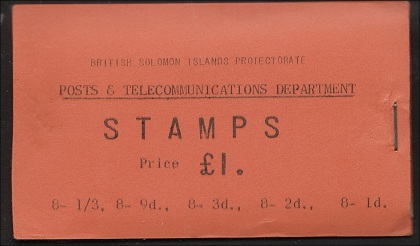 BRITISH SOLOMON ISLANDS PROTECTORATE
POSTS & TELECOMMUNICATIONS DEPARTMENT
STAMPS
Price £1.
8- 1/3, 8- 9d., 8- 3d., 8- 2d., 8- 1d.